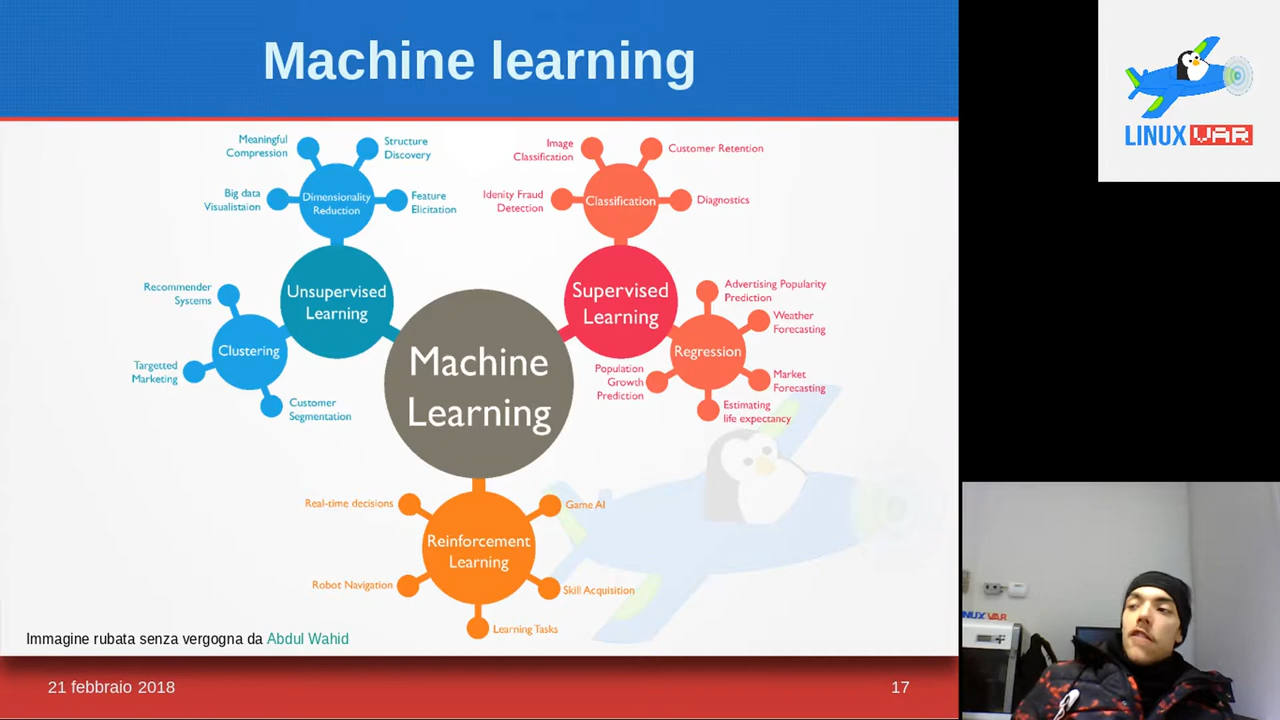 Machine learning
LINUX VAR
Meaningful
Compression
Structure
Discovery
Big data
Visualistaion
Dimensionality
Reduction
Feature
Elicitation
Image
Classification
Customer Retention
Idenity Fraud
Detection
Classification
Diagnostics
Recommender
Systems
Unsupervised
Learning
Clustering
Targetted
Marketing
Customer
Segmentation
Supervised
Learning
Advertising Popularity
Prediction
Weather
Forecasting
Regression
Population
Growth
Prediction
Market
Forecasting
Estimating
life expectancy
Machine
Learning
Real-time decisions
Game AI
Reinforcement
Learning
Robot Navigation
Skill Acquisition
Learning Tasks
Immagine rubata senza vergogna da Abdul Wahid
21 febbraio 2018
17
LINUX VAR